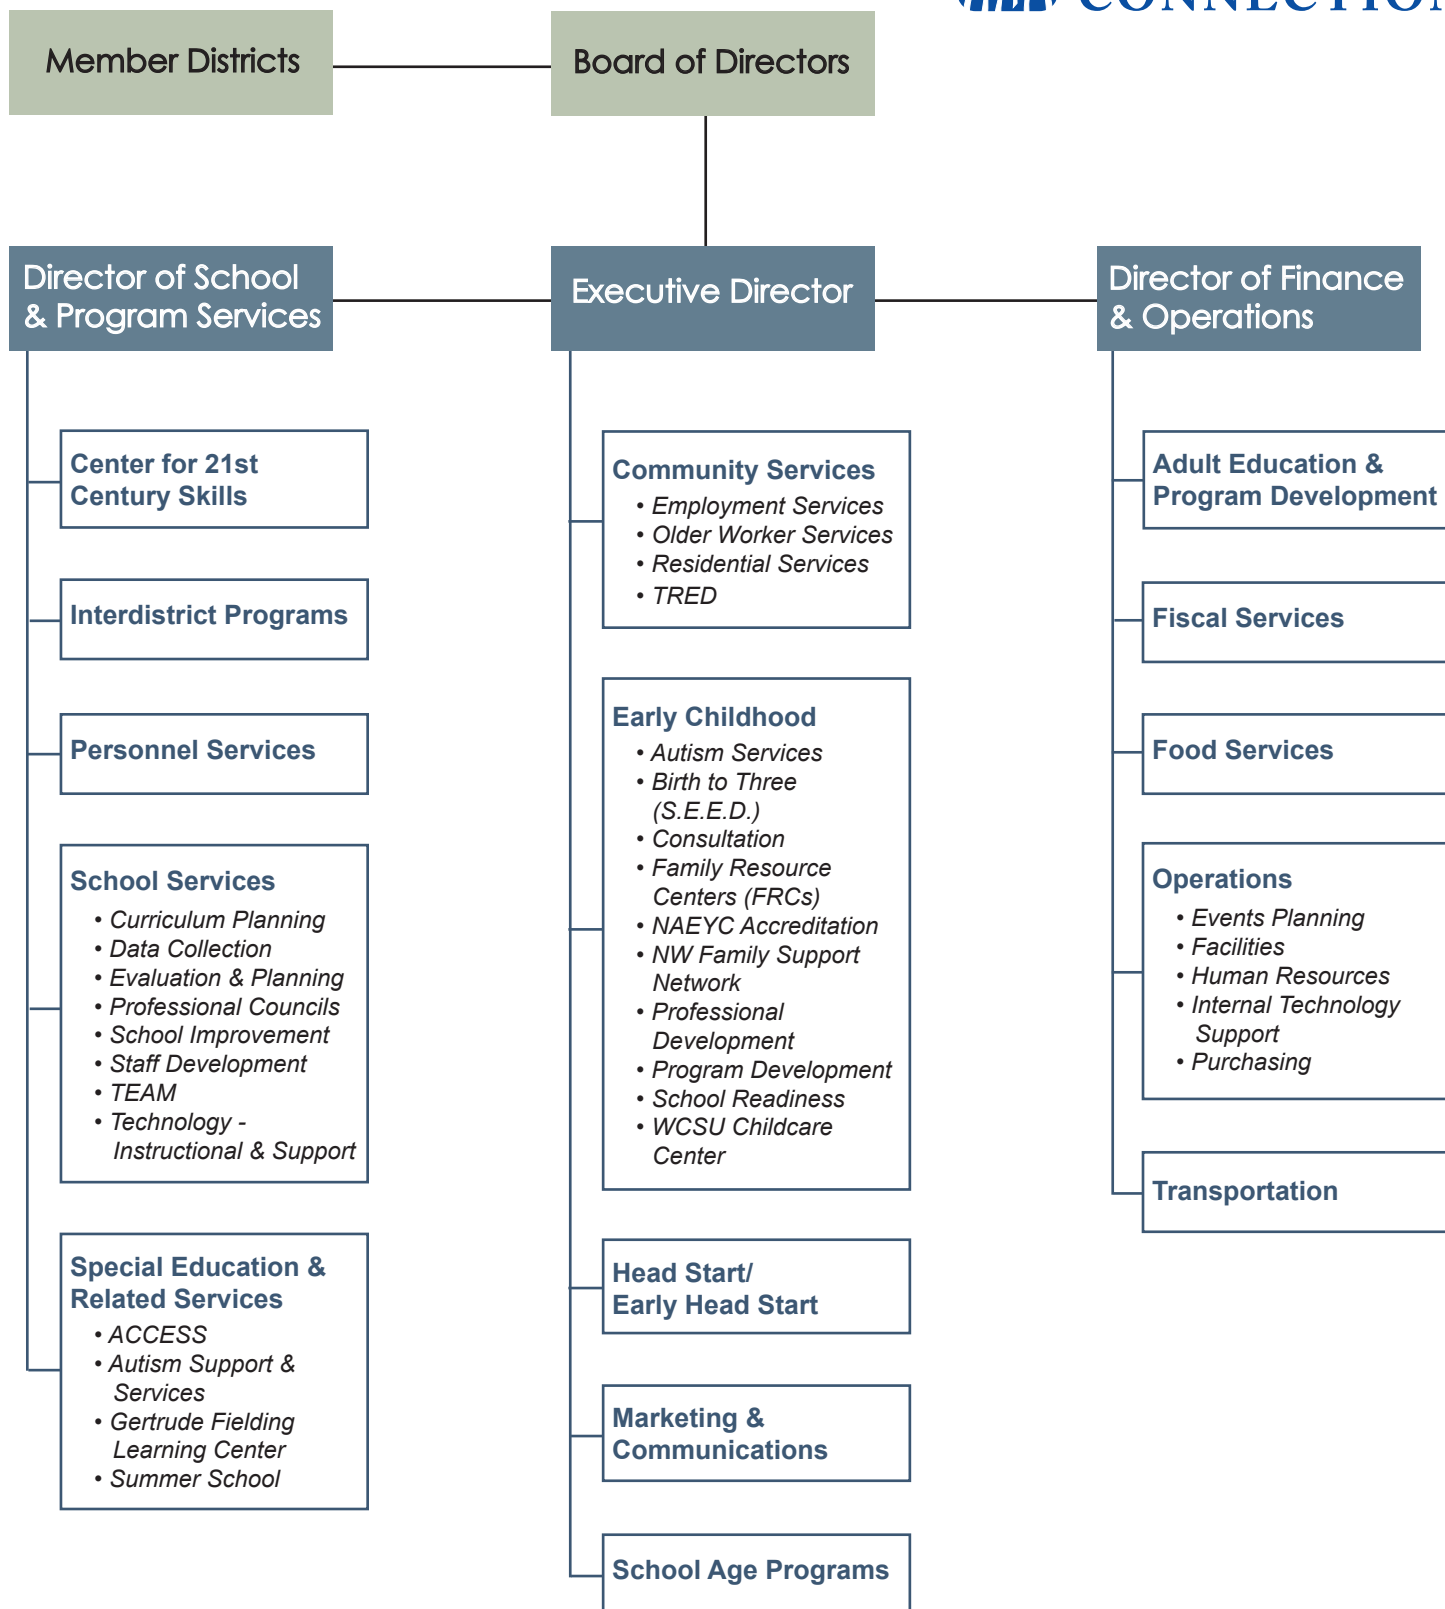 CONNECTION
Member Districts
Board of Directors
Director of School
& Program Services
Executive Director
Director of Finance
& Operations
Center for 21st
Century Skills
Interdistrict Programs
Personnel Services
School Services
• Curriculum Planning
• Data Collection
• Evaluation & Planning
• Professional Councils
• School Improvement
• Staff Development
• TEAM
• Technology -
Instructional & Support
Special Education &
Related Services
• ACCESS
• Autism Support &
Services
• Gertrude Fielding
Learning Center
• Summer School
Community Services
• Employment Services
• Older Worker Services
• Residential Services
• TRED
Early Childhood
• Autism Services
• Birth to Three
(S.E.E.D.)
• Consultation
• Family Resource
Centers (FRCs)
• NAEYC Accreditation
• NW Family Support
Network
• Professional
Development
• Program Development
• School Readiness
• WCSU Childcare
Center
Head Start/
Early Head Start
Marketing &
Communications
School Age Programs
Adult Education &
Program Development
Fiscal Services
Food Services
Operations
• Events Planning
• Facilities
• Human Resources
• Internal Technology
Support
• Purchasing
Transportation